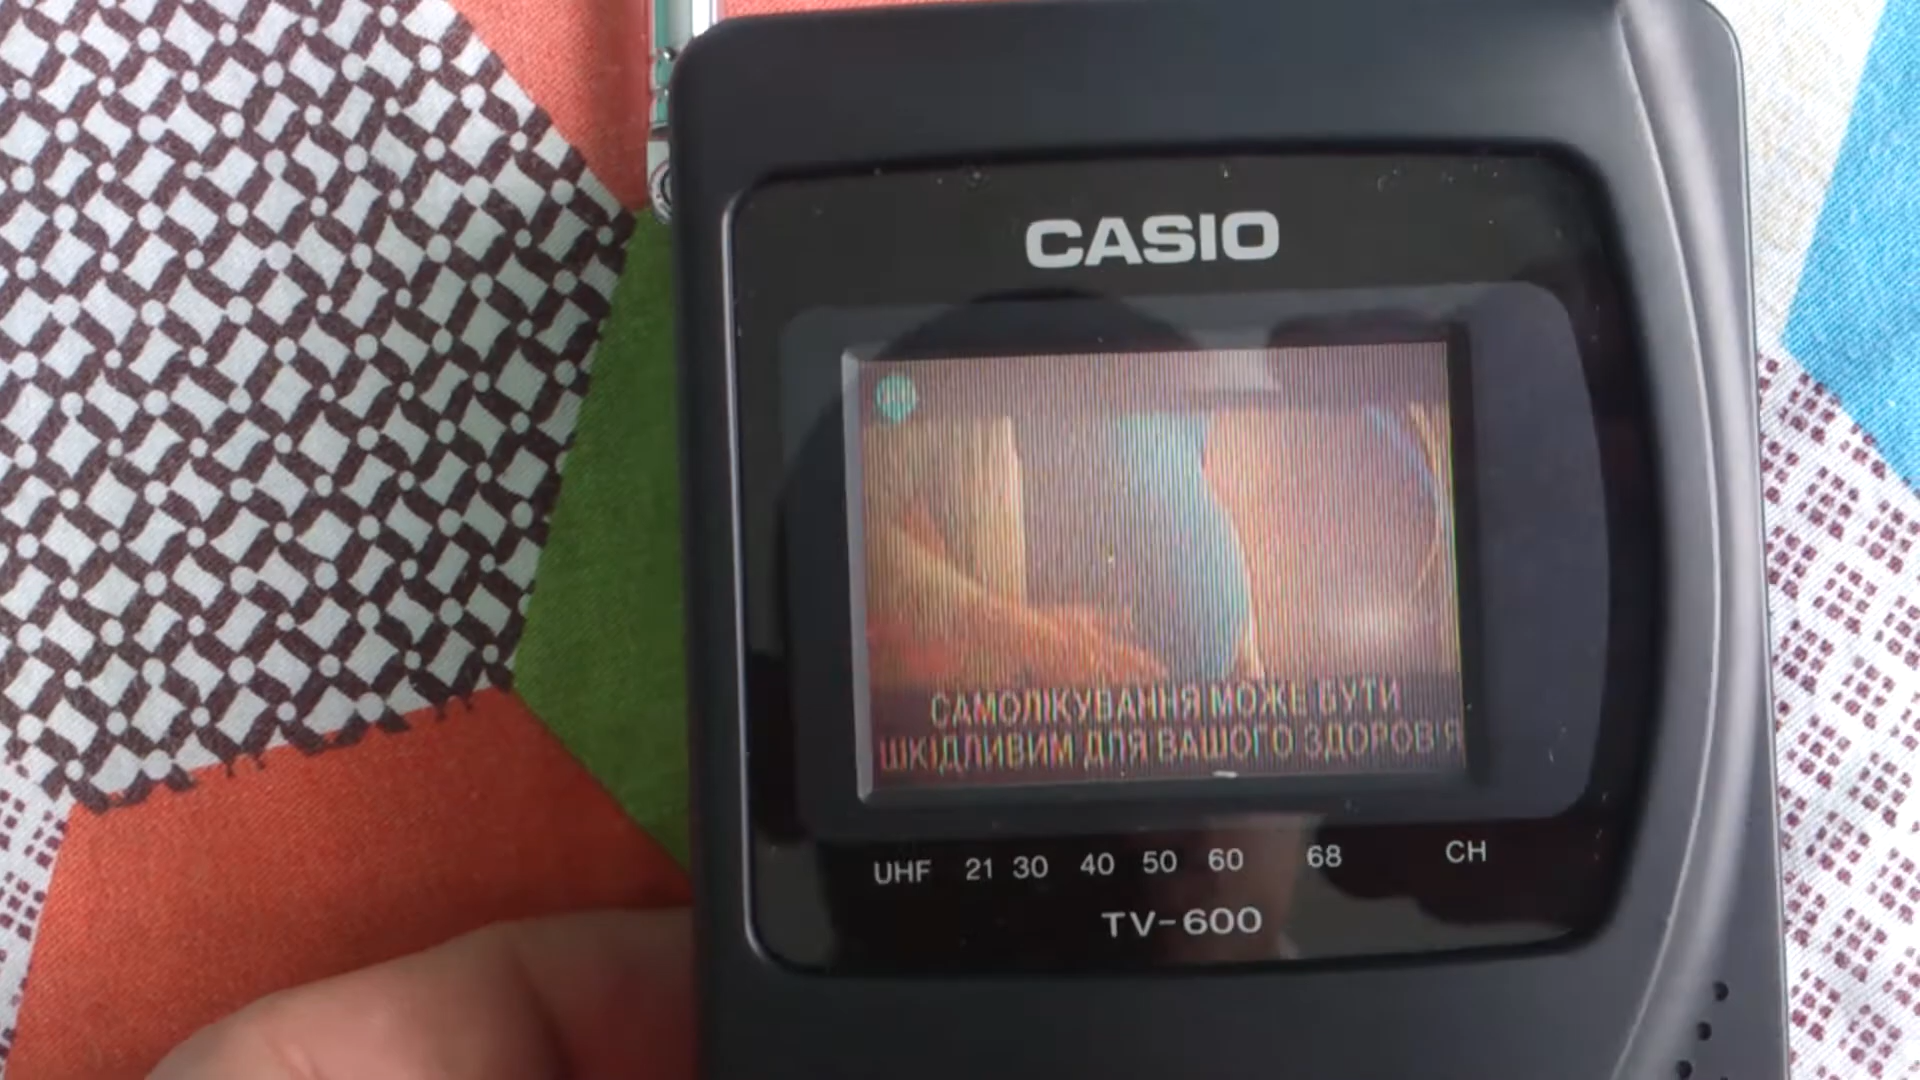 CASIO
САМОЛІКУВАННЯ МОЖЕ БУТИ
ШКІДЛИВИМ ДЛЯ ВАШОГО ЗДОРОВ'Я
UHF 21 30 40 50 60 68 CH
TV-600